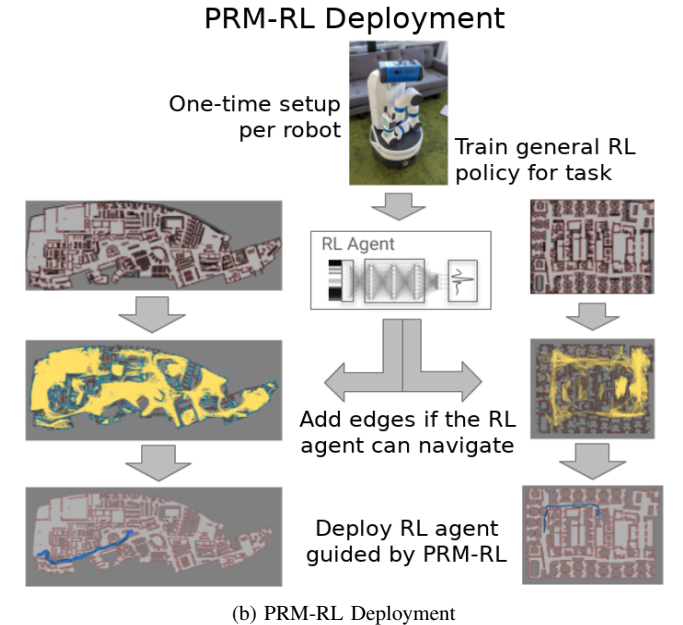 PRM-RL Deployment
One-time setup
per robot
Train general RL
policy for task
RL Agent
Add edges if the RL
agent can navigate
Deploy RL agent
guided by PRM-RL
(b) PRM-RL Deployment